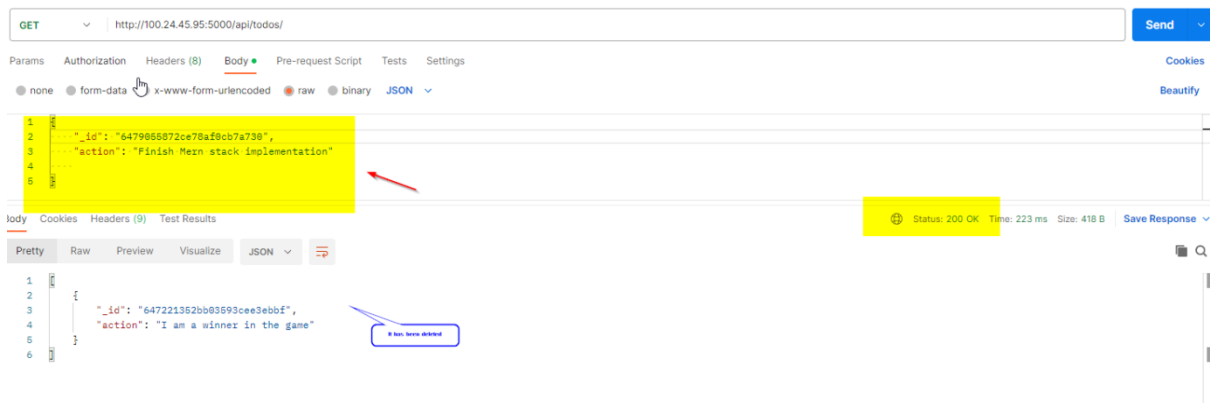 GET http://100.24.45.95:5000/api/todos/ Send
Params Authorization Headers (8) Body Pre-request Script Tests Settings Cookies
none form-data x-www-form-urlencoded raw binary JSON Beautify
1 {
2 "_id": "6479055872ce78af0cb7a730",
3 "action": "Finish Mern stack implementation"
4
5 }
Body Cookies Headers (9) Test Results Status: 200 OK Time: 223 ms Size: 418 B Save Response
Pretty Raw Preview Visualize JSON
1 [
2 {
3 "_id": "647221352bb03593cee3ebbf",
4 "action": "I am a winner in the game"
5 }
6 ]
It has been deleted